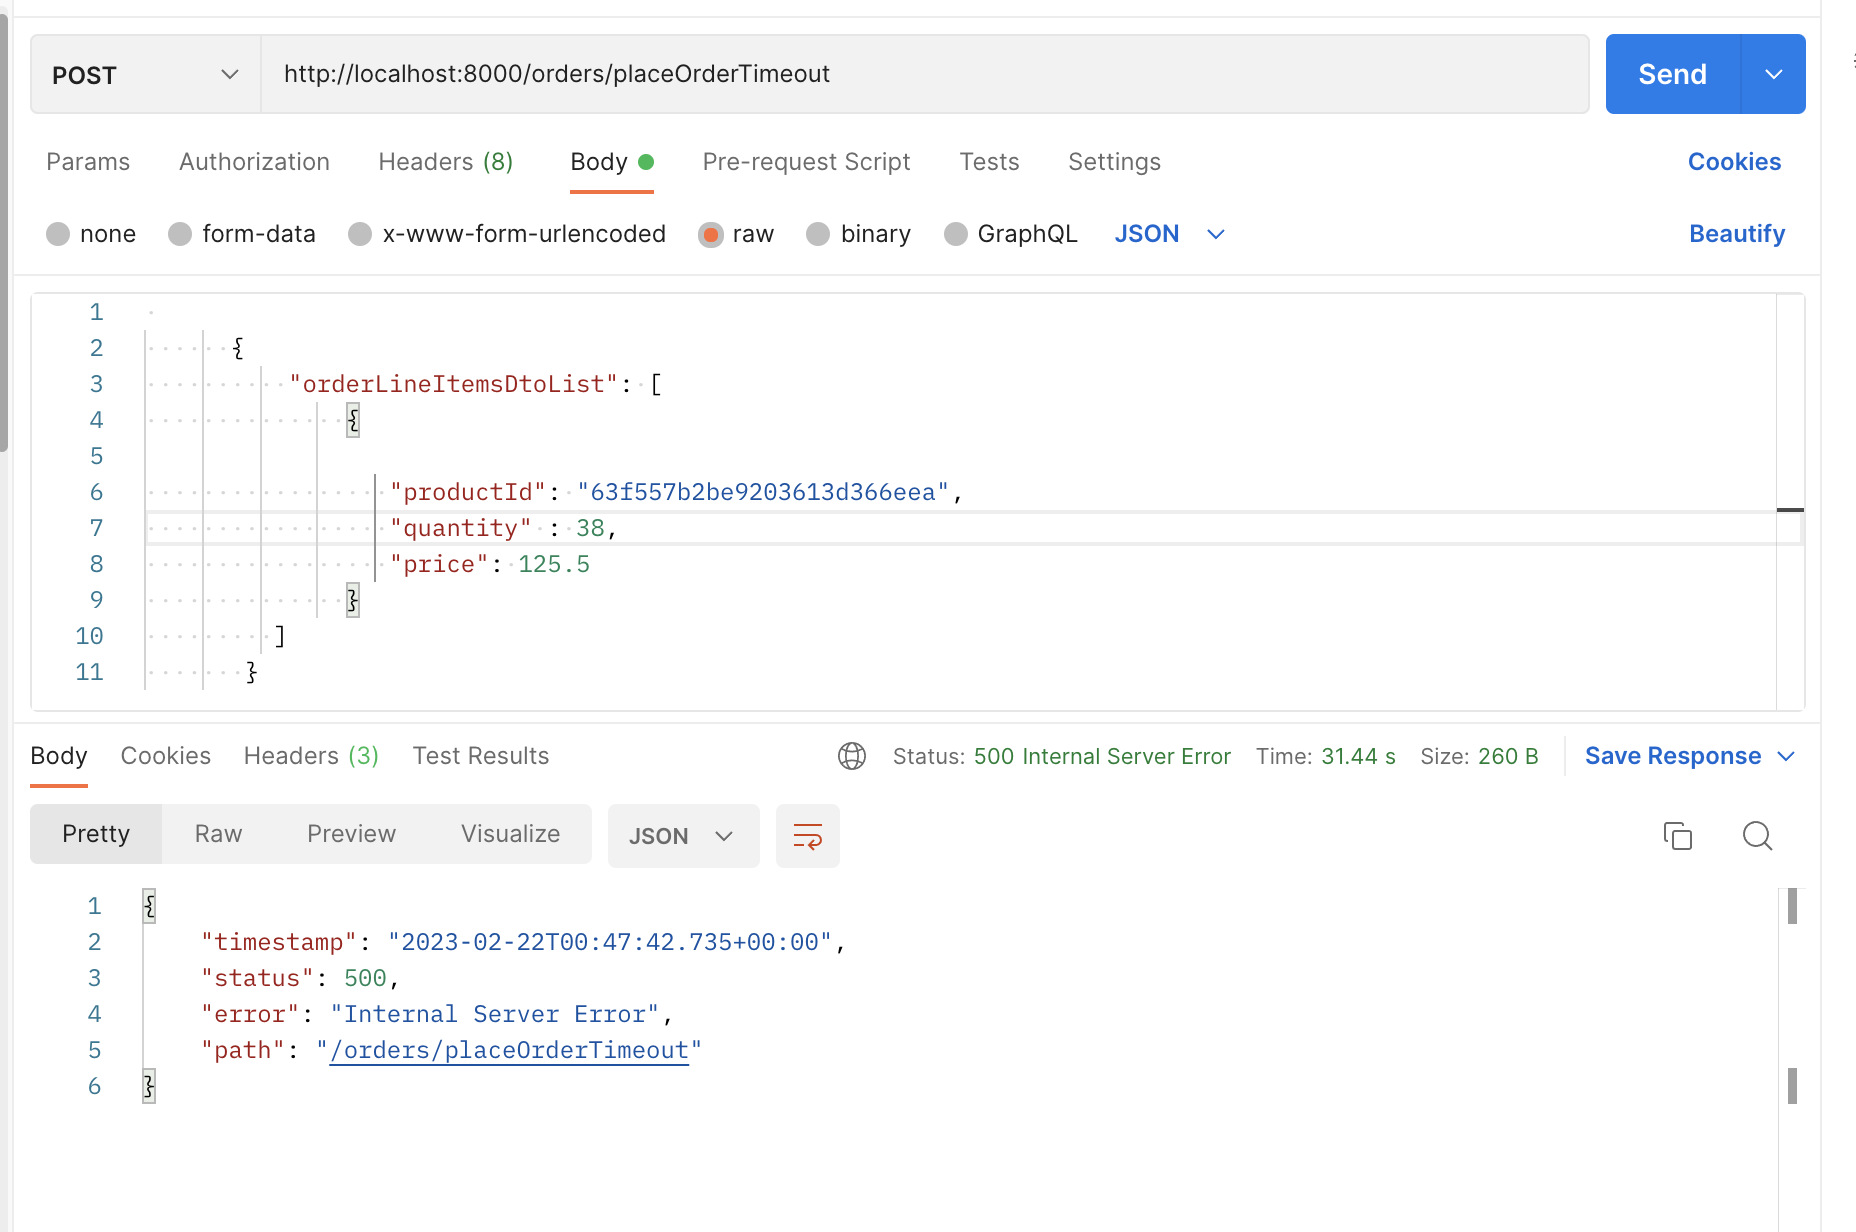 POST http://localhost:8000/orders/placeOrderTimeout Send
Params Authorization Headers (8) Body Pre-request Script Tests Settings Cookies
none form-data x-www-form-urlencoded raw binary GraphQL JSON Beautify
1
2 {
3 "orderLineItemsDtoList": [
4 {
5
6 "productId": "63f557b2be9203613d366eea",
7 "quantity" : 38,
8 "price": 125.5
9 }
10 ]
11 }
Body Cookies Headers (3) Test Results Status: 500 Internal Server Error Time: 31.44 s Size: 260 B Save Response
Pretty Raw Preview Visualize JSON
1 {
2 "timestamp": "2023-02-22T00:47:42.735+00:00",
3 "status": 500,
4 "error": "Internal Server Error",
5 "path": "/orders/placeOrderTimeout"
6 }